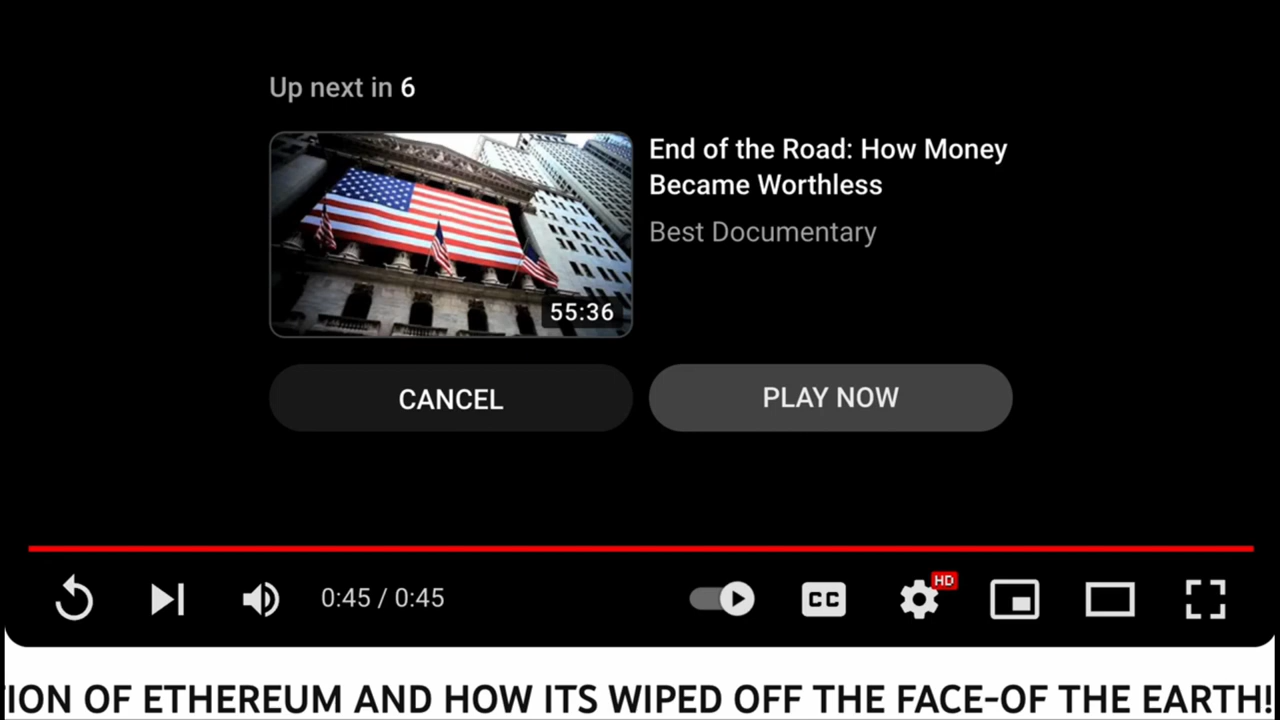 Up next in 6
End of the Road: How Money
Became Worthless
Best Documentary
55:36
CANCEL
PLAY NOW
0:45 / 0:45
CC
HD
ION OF ETHEREUM AND HOW ITS WIPED OFF THE FACE-OF THE EARTH!